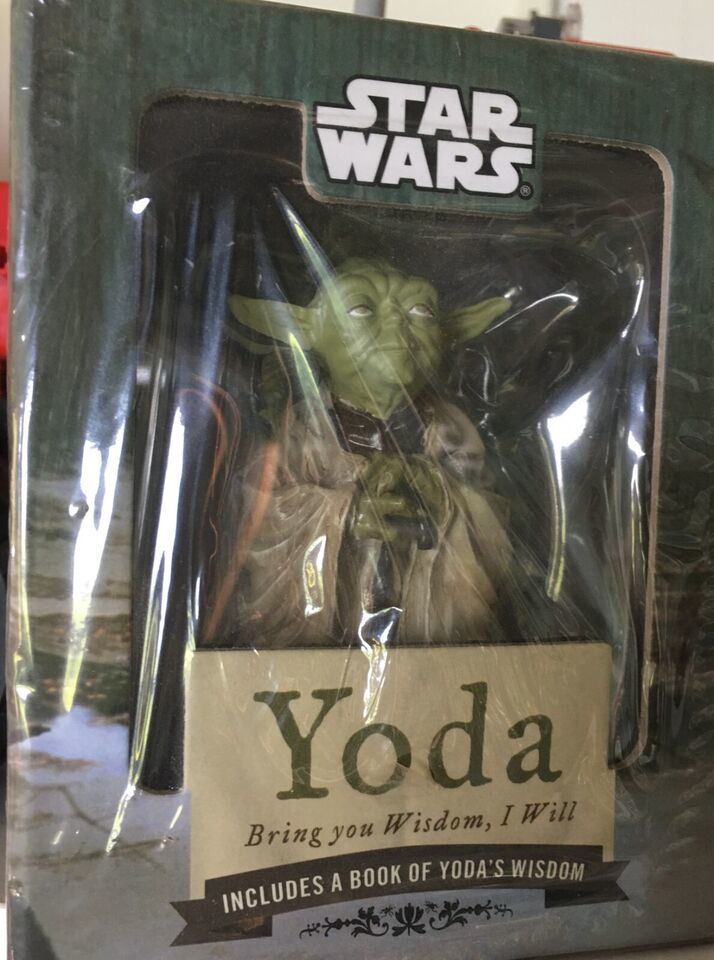 STAR
WARS®
Yoda
Bring you Wisdom, I Will
INCLUDES A BOOK OF YODA'S WISDOM